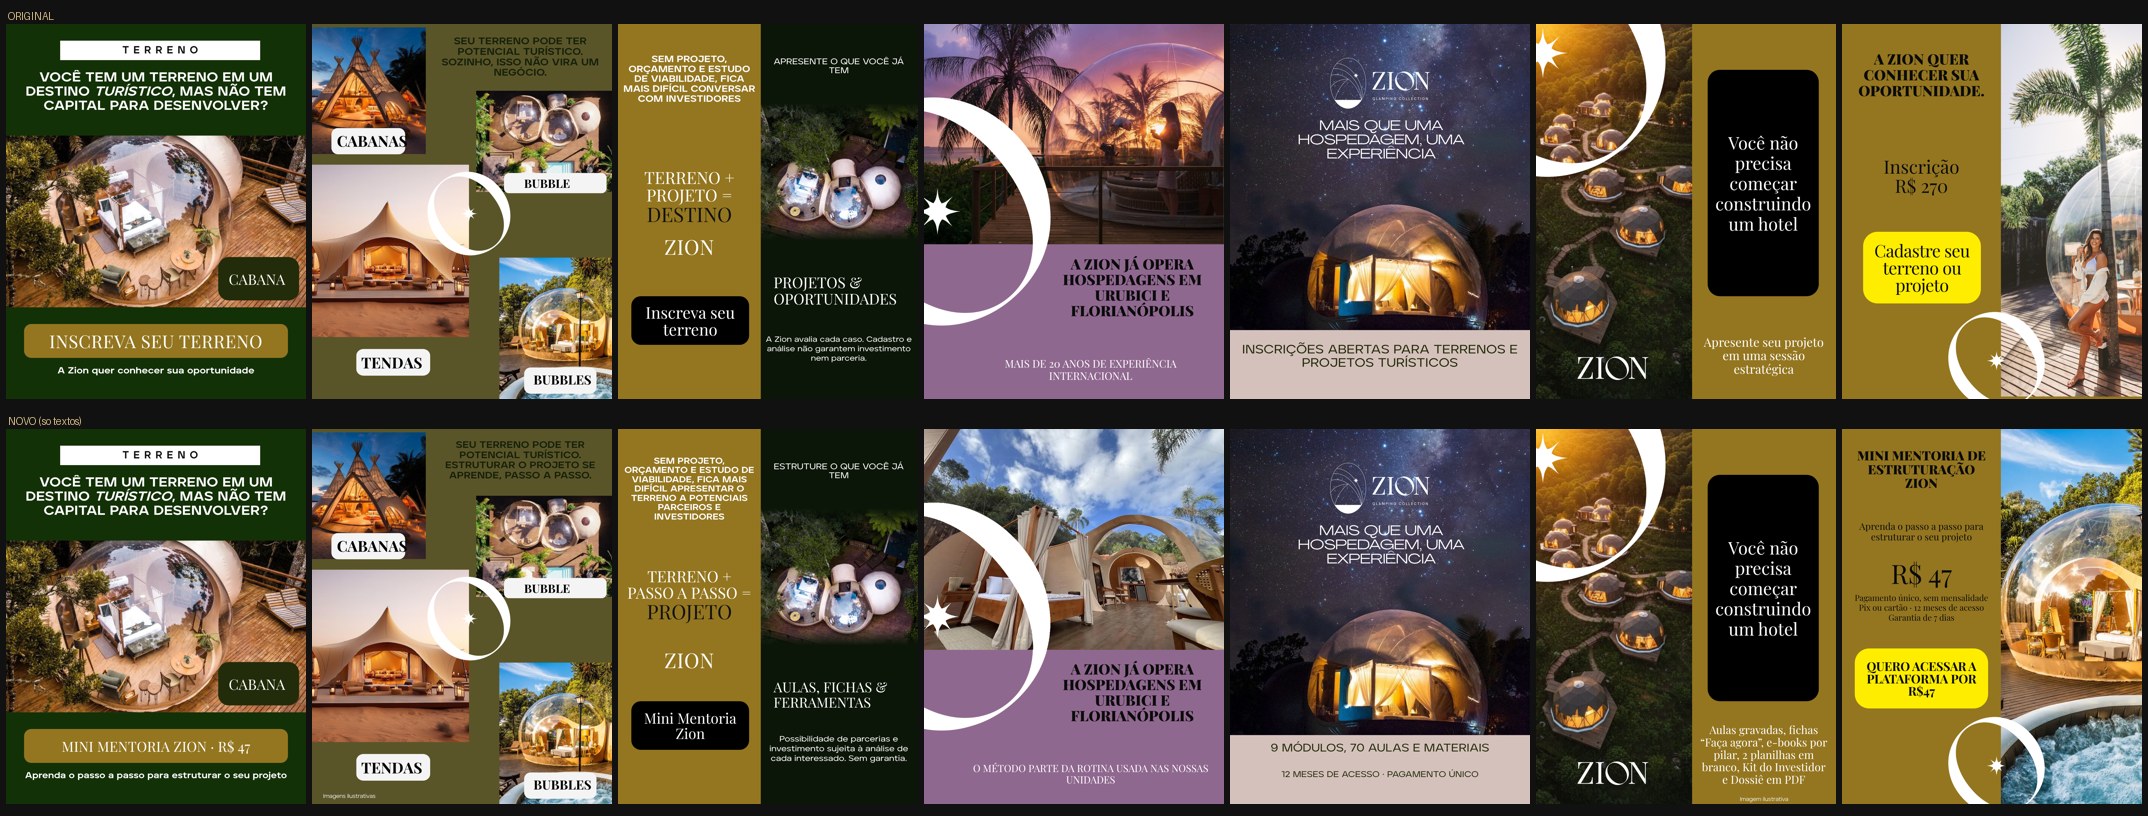 ORIGINAL
TERRENO
VOCÊ TEM UM TERRENO EM UM
DESTINO TURÍSTICO, MAS NÃO TEM
CAPITAL PARA DESENVOLVER?
CABANA
INSCREVA SEU TERRENO
A Zion quer conhecer sua oportunidade
SEU TERRENO PODE TER
POTENCIAL TURÍSTICO.
SOZINHO, ISSO NÃO VIRA UM
NEGÓCIO.
CABANAS
BUBBLE
TENDAS
BUBBLES
SEM PROJETO,
ORÇAMENTO E ESTUDO
DE VIABILIDADE, FICA
MAIS DIFÍCIL CONVERSAR
COM INVESTIDORES
TERRENO +
PROJETO =
DESTINO
ZION
Inscreva seu
terreno
APRESENTE O QUE VOCÊ JÁ
TEM
PROJETOS &
OPORTUNIDADES
A Zion avalia cada caso. Cadastro e
análise não garantem investimento
nem parceria.
A ZION JÁ OPERA
HOSPEDAGENS EM
URUBICI E
FLORIANÓPOLIS
MAIS DE 20 ANOS DE EXPERIÊNCIA
INTERNACIONAL
ZION
GLAMPING COLLECTION
MAIS QUE UMA
HOSPEDAGEM, UMA
EXPERIÊNCIA
INSCRIÇÕES ABERTAS PARA TERRENOS E
PROJETOS TURÍSTICOS
ZION
Você não
precisa
começar
construindo
um hotel
Apresente seu projeto
em uma sessão
estratégica
A ZION QUER
CONHECER SUA
OPORTUNIDADE.
Inscrição
R$ 270
Cadastre seu
terreno ou
projeto
NOVO (so textos)
TERRENO
VOCÊ TEM UM TERRENO EM UM
DESTINO TURÍSTICO, MAS NÃO TEM
CAPITAL PARA DESENVOLVER?
CABANA
MINI MENTORIA ZION · R$ 47
Aprenda o passo a passo para estruturar o seu projeto
SEU TERRENO PODE TER
POTENCIAL TURÍSTICO.
ESTRUTURAR O PROJETO SE
APRENDE, PASSO A PASSO.
CABANAS
BUBBLE
TENDAS
BUBBLES
Imagens ilustrativas
SEM PROJETO,
ORÇAMENTO E ESTUDO DE
VIABILIDADE, FICA MAIS
DIFÍCIL APRESENTAR O
TERRENO A POTENCIAIS
PARCEIROS E
INVESTIDORES
TERRENO +
PASSO A PASSO =
PROJETO
ZION
Mini Mentoria
Zion
ESTRUTURE O QUE VOCÊ JÁ
TEM
AULAS, FICHAS &
FERRAMENTAS
Possibilidade de parcerias e
investimento sujeita à análise de
cada interessado. Sem garantia.
A ZION JÁ OPERA
HOSPEDAGENS EM
URUBICI E
FLORIANÓPOLIS
O MÉTODO PARTE DA ROTINA USADA NAS NOSSAS
UNIDADES
ZION
GLAMPING COLLECTION
MAIS QUE UMA
HOSPEDAGEM, UMA
EXPERIÊNCIA
9 MÓDULOS, 70 AULAS E MATERIAIS
12 MESES DE ACESSO · PAGAMENTO ÚNICO
ZION
Você não
precisa
começar
construindo
um hotel
Aulas gravadas, fichas
“Faça agora”, e-books por
pilar, 2 planilhas em
branco, Kit do Investidor
e Dossiê em PDF
Imagem ilustrativa
MINI MENTORIA DE
ESTRUTURAÇÃO
ZION
Aprenda o passo a passo para
estruturar o seu projeto
R$ 47
Pagamento único, sem mensalidade
Pix ou cartão · 12 meses de acesso
Garantia de 7 dias
QUERO ACESSAR A
PLATAFORMA POR
R$47